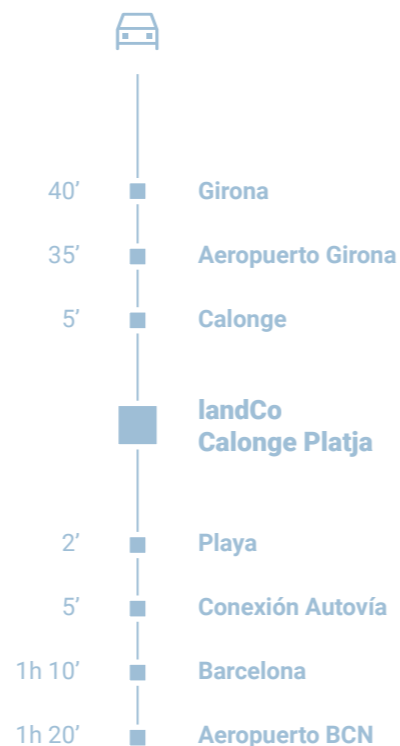 40’ Girona
35’ Aeropuerto Girona
5’ Calonge
landCo
Calonge Platja
2’ Playa
5’ Conexión Autovía
1h 10’ Barcelona
1h 20’ Aeropuerto BCN